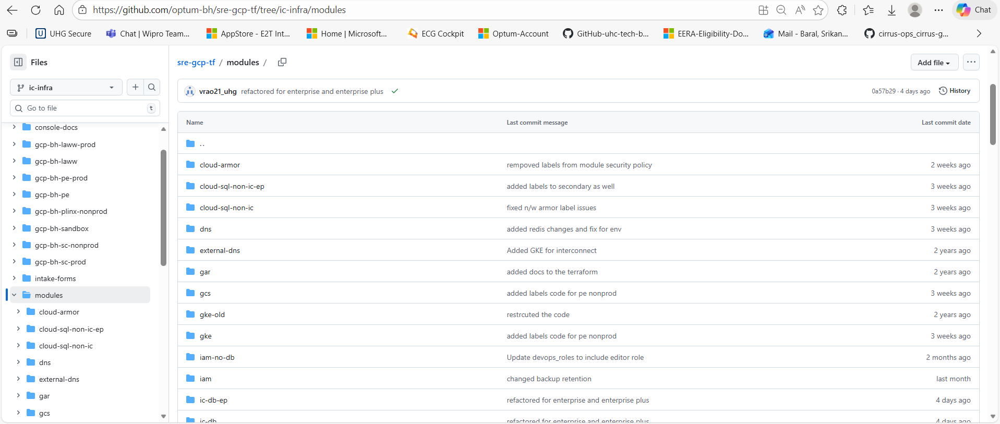 https://github.com/optum-bh/sre-gcp-tf/tree/ic-infra/modules
Chat
UHG Secure
Chat | Wipro Team...
AppStore - E2T Int...
Home | Microsoft...
ECG Cockpit
Optum-Account
GitHub-uhc-tech-b...
EERA-Eligibility-Do...
Mail - Baral, Srikan...
cirrus-ops_cirrus-g...
Files
ic-infra
Go to file
t
console-docs
gcp-bh-laww-prod
gcp-bh-laww
gcp-bh-pe-prod
gcp-bh-pe
gcp-bh-plinx-nonprod
gcp-bh-sandbox
gcp-bh-sc-nonprod
gcp-bh-sc-prod
intake-forms
modules
cloud-armor
cloud-sql-non-ic-ep
cloud-sql-non-ic
dns
external-dns
gar
gcs
sre-gcp-tf / modules /
Add file
vrao21_uhg refactored for enterprise and enterprise plus
0a57b29 · 4 days ago
History
Name Last commit message Last commit date
..
cloud-armor rempoved labels from module security policy 2 weeks ago
cloud-sql-non-ic-ep added labels to secondary as well 3 weeks ago
cloud-sql-non-ic fixed n/w armor label issues 3 weeks ago
dns added redis changes and fix for env 3 weeks ago
external-dns Added GKE for interconnect 2 years ago
gar added docs to the terraform 2 years ago
gcs added labels code for pe nonprod 3 weeks ago
gke-old restrcuted the code 2 years ago
gke added labels code for pe nonprod 3 weeks ago
iam-no-db Update devops_roles to include editor role 2 months ago
iam changed backup retention last month
ic-db-ep refactored for enterprise and enterprise plus 4 days ago
ic-db refactored for enterprise and enterprise plus 4 days ago